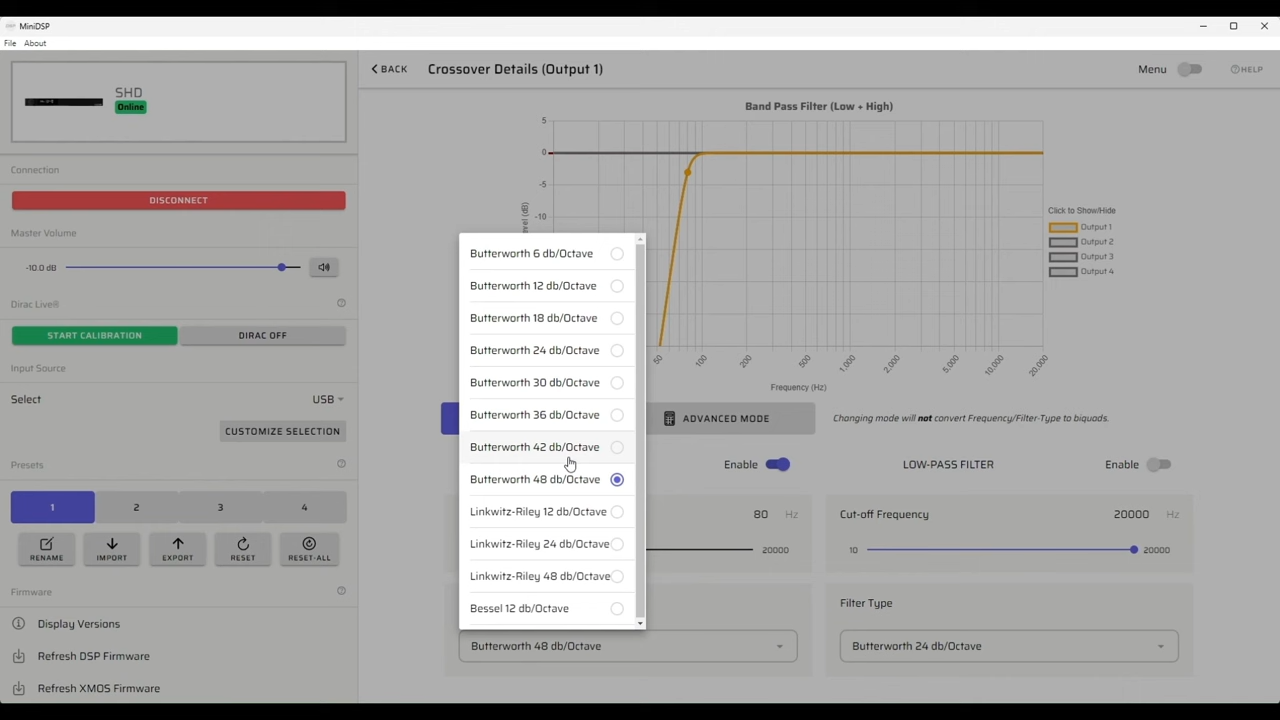 MiniDSP
File About
SHD
Online
Connection
DISCONNECT
Master Volume
-10.0 dB
Dirac Live®
START CALIBRATION
DIRAC OFF
Input Source
Select
USB
CUSTOMIZE SELECTION
Presets
1 2 3 4
RENAME IMPORT EXPORT RESET RESET-ALL
Firmware
Display Versions
Refresh DSP Firmware
Refresh XMOS Firmware
BACK
Crossover Details (Output 1)
Menu
HELP
Band Pass Filter (Low + High)
5
0
-5
-10
50 100 200 500 1,000 2,000 5,000 10,000 20,000
Frequency (Hz)
Click to Show/Hide
Output 1
Output 2
Output 3
Output 4
ADVANCED MODE
Changing mode will not convert Frequency/Filter-Type to biquads.
Enable
LOW-PASS FILTER
Enable
80 Hz
20000
Cut-off Frequency
20000 Hz
10
20000
Filter Type
Butterworth 6 db/Octave
Butterworth 12 db/Octave
Butterworth 18 db/Octave
Butterworth 24 db/Octave
Butterworth 30 db/Octave
Butterworth 36 db/Octave
Butterworth 42 db/Octave
Butterworth 48 db/Octave
Linkwitz-Riley 12 db/Octave
Linkwitz-Riley 24 db/Octave
Linkwitz-Riley 48 db/Octave
Bessel 12 db/Octave
Butterworth 48 db/Octave
Butterworth 24 db/Octave